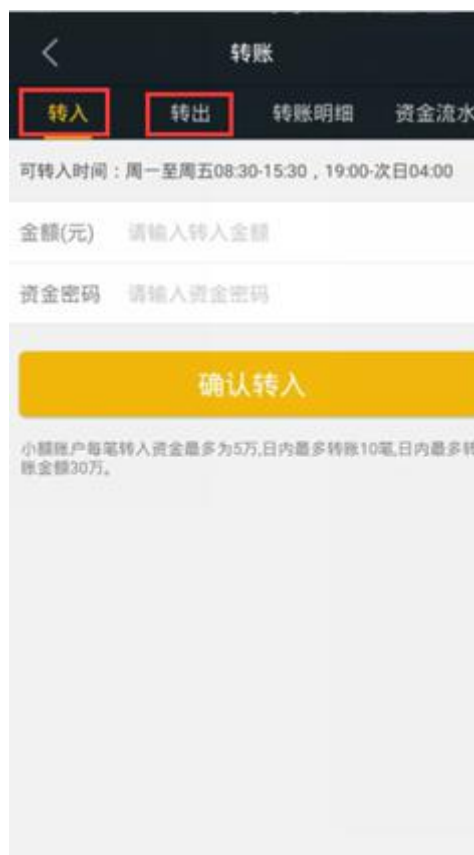 转账
转入 转出 转账明细 资金流水
可转入时间：周一至周五08:30-15:30，19:00-次日04:00
金额(元) 请输入转入金额
资金密码 请输入资金密码
确认转入
小额账户每笔转入资金最多为5万,日内最多转账10笔,日内最多转
账金额30万。